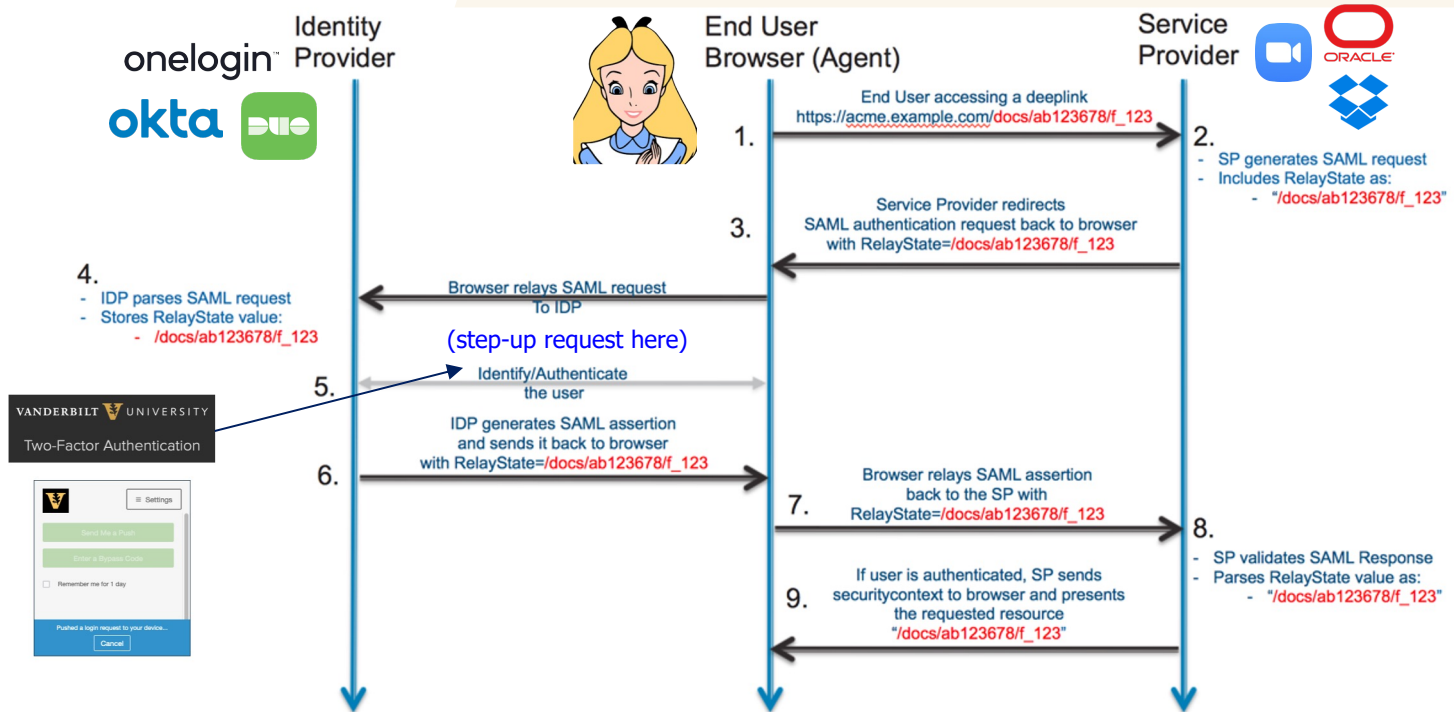 onelogin
okta
DUO
Identity
Provider
End User
Browser (Agent)
Service
Provider
ORACLE
1.
End User accessing a deeplink
https://acme.example.com/docs/ab123678/f_123
2.
- SP generates SAML request
- Includes RelayState as:
- "/docs/ab123678/f_123"
3.
Service Provider redirects
SAML authentication request back to browser
with RelayState=/docs/ab123678/f_123
4.
- IDP parses SAML request
- Stores RelayState value:
- /docs/ab123678/f_123
Browser relays SAML request
To IDP
(step-up request here)
5.
Identify/Authenticate
the user
VANDERBILT V UNIVERSITY
Two-Factor Authentication
V
≡ Settings
Send Me a Push
Enter a Bypass Code
Remember me for 1 day
Pushed a login request to your device...
Cancel
6.
IDP generates SAML assertion
and sends it back to browser
with RelayState=/docs/ab123678/f_123
7.
Browser relays SAML assertion
back to the SP with
RelayState=/docs/ab123678/f_123
8.
- SP validates SAML Response
- Parses RelayState value as:
- "/docs/ab123678/f_123"
9.
If user is authenticated, SP sends
securitycontext to browser and presents
the requested resource
"/docs/ab123678/f_123"